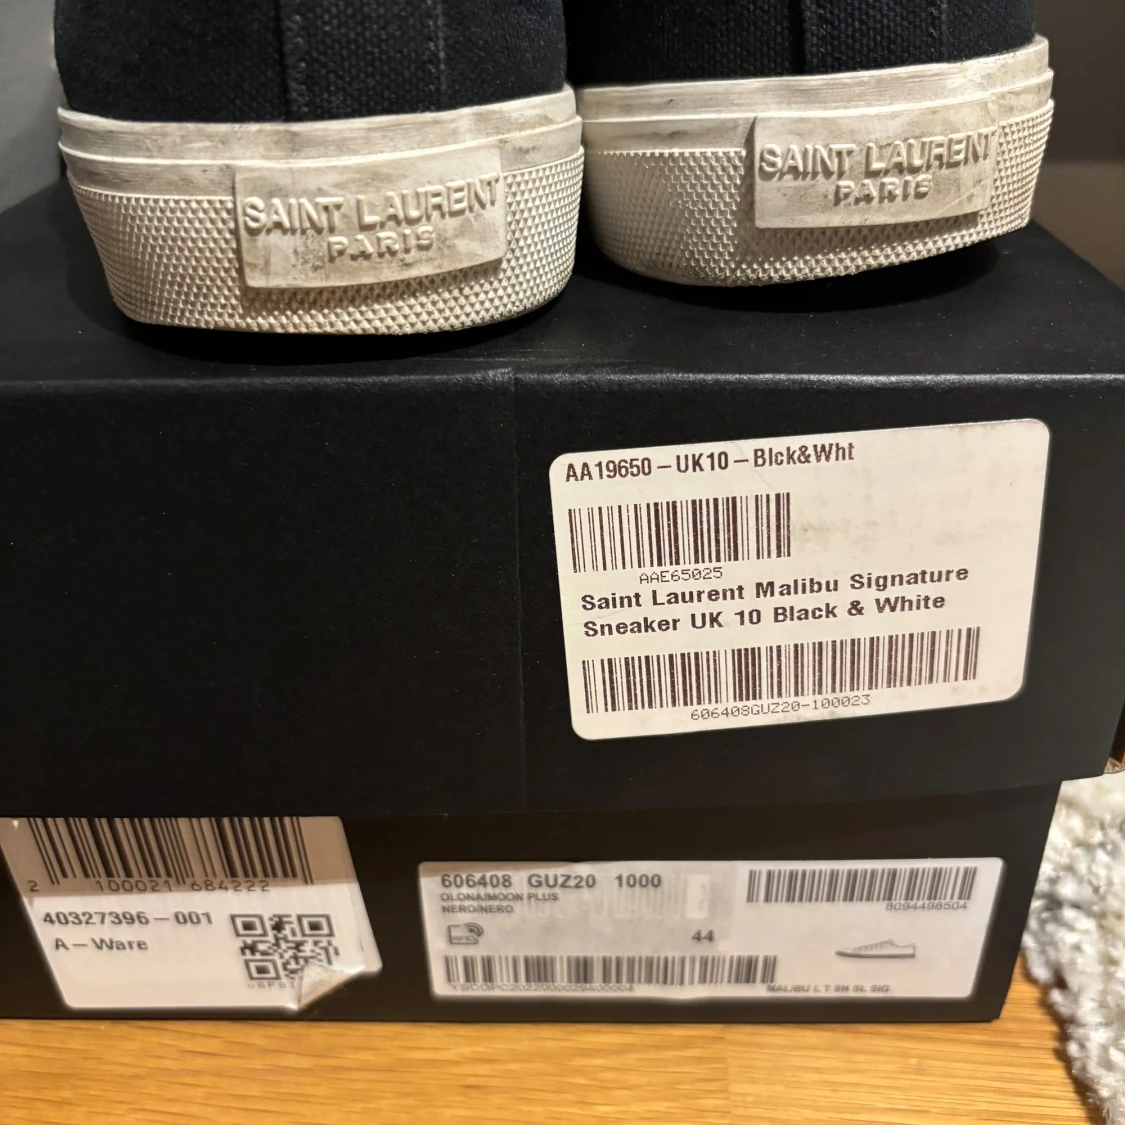 SAINT LAURENT
PARIS
SAINT LAURENT
PARIS
AA19650-UK10-Blck&Wht
AAE65025
Saint Laurent Malibu Signature
Sneaker UK 10 Black & White
606408GUZ20-100023
2 100021 684222
40327396-001
A-Ware
606408 GUZ20 1000
OLONA/MOON PLUS
NERO/NERO
8094498504
RFID
44
MALIBU LT SN SL SIG